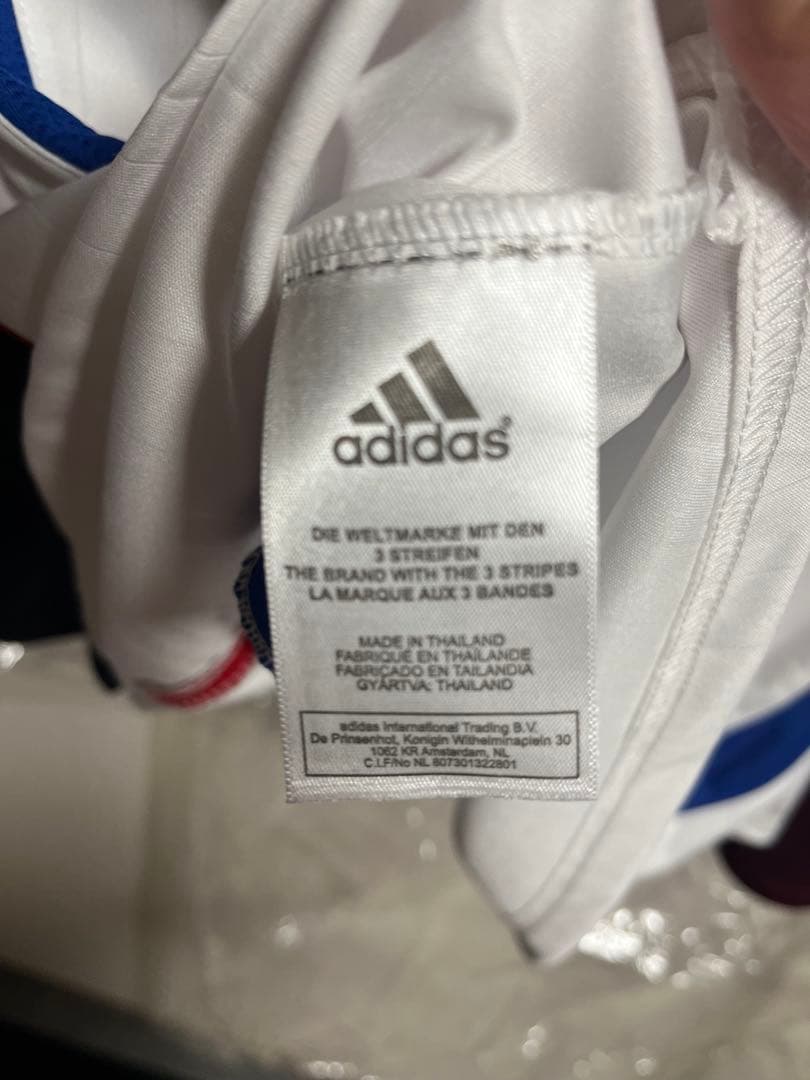 adidas
DIE WELTMARKE MIT DEN
3 STREIFEN
THE BRAND WITH THE 3 STRIPES
LA MARQUE AUX 3 BANDES
MADE IN THAILAND
FABRIQUÉ EN THAÏLANDE
FABRICADO EN TAILANDIA
GYÁRTVA: THAILAND
adidas International Trading B.V.
De Prinsenhof, Konigin Wilhelminaplein 30
1062 KR Amsterdam, NL
C.I.F/No NL 807301322801